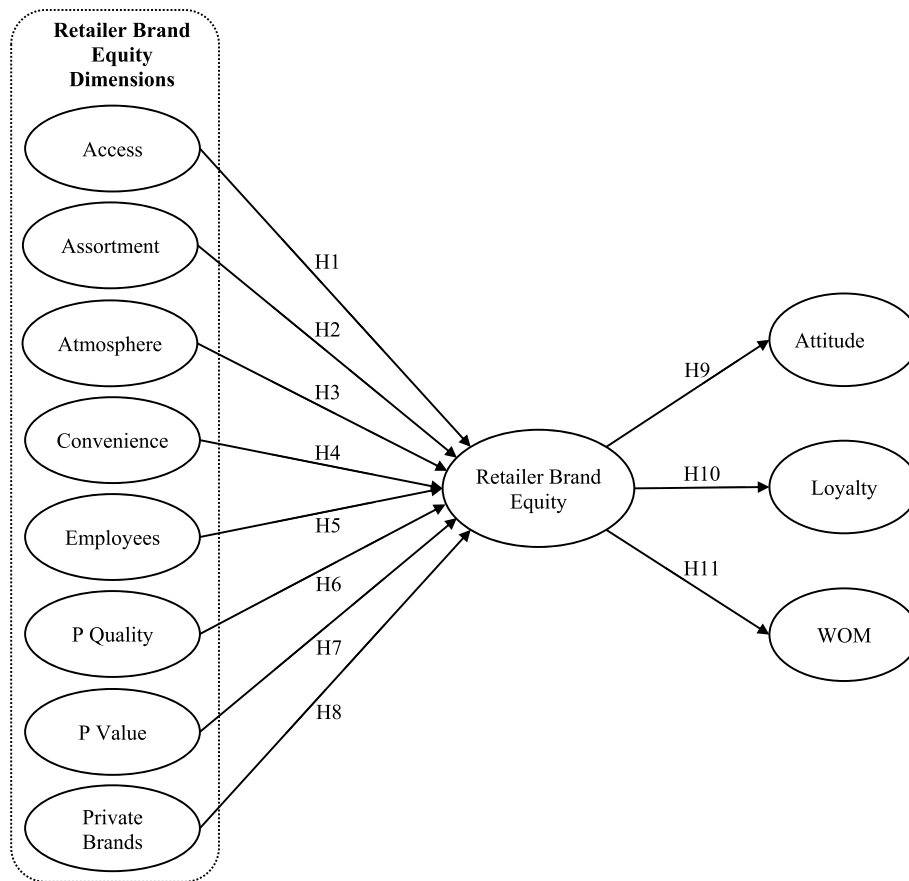 Retailer Brand
Equity
Dimensions
Access
Assortment
Atmosphere
Convenience
Employees
P Quality
P Value
Private
Brands
H1
H2
H3
H4
H5
H6
H7
H8
Retailer Brand
Equity
H9
H10
H11
Attitude
Loyalty
WOM